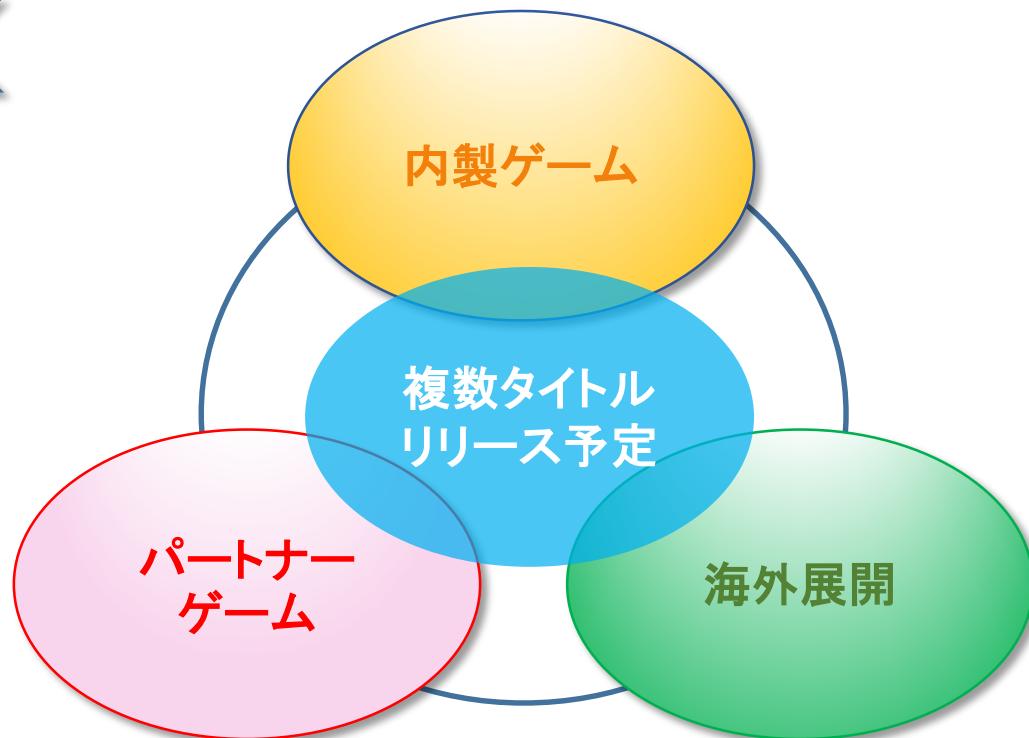 内製ゲーム
複数タイトル
リリース予定
パートナー
ゲーム
海外展開